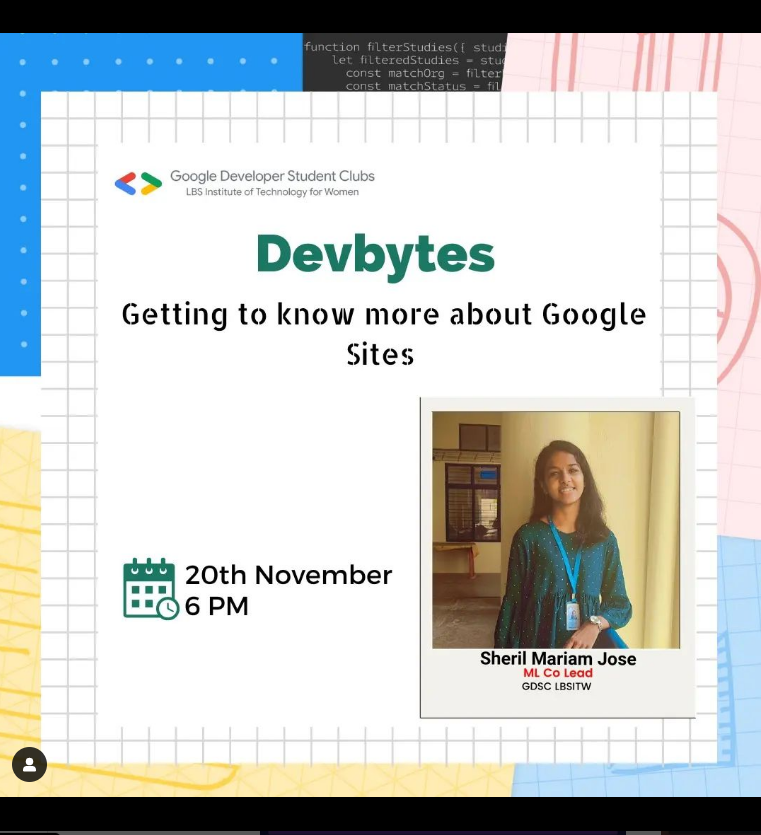 function filterStudies({ studi
let filteredStudies = stud
const matchOrg = filter
const matchStatus = fil
Google Developer Student Clubs
LBS Institute of Technology for Women
Devbytes
Getting to know more about Google
Sites
20th November
6 PM
Sheril Mariam Jose
ML Co Lead
GDSC LBSITW